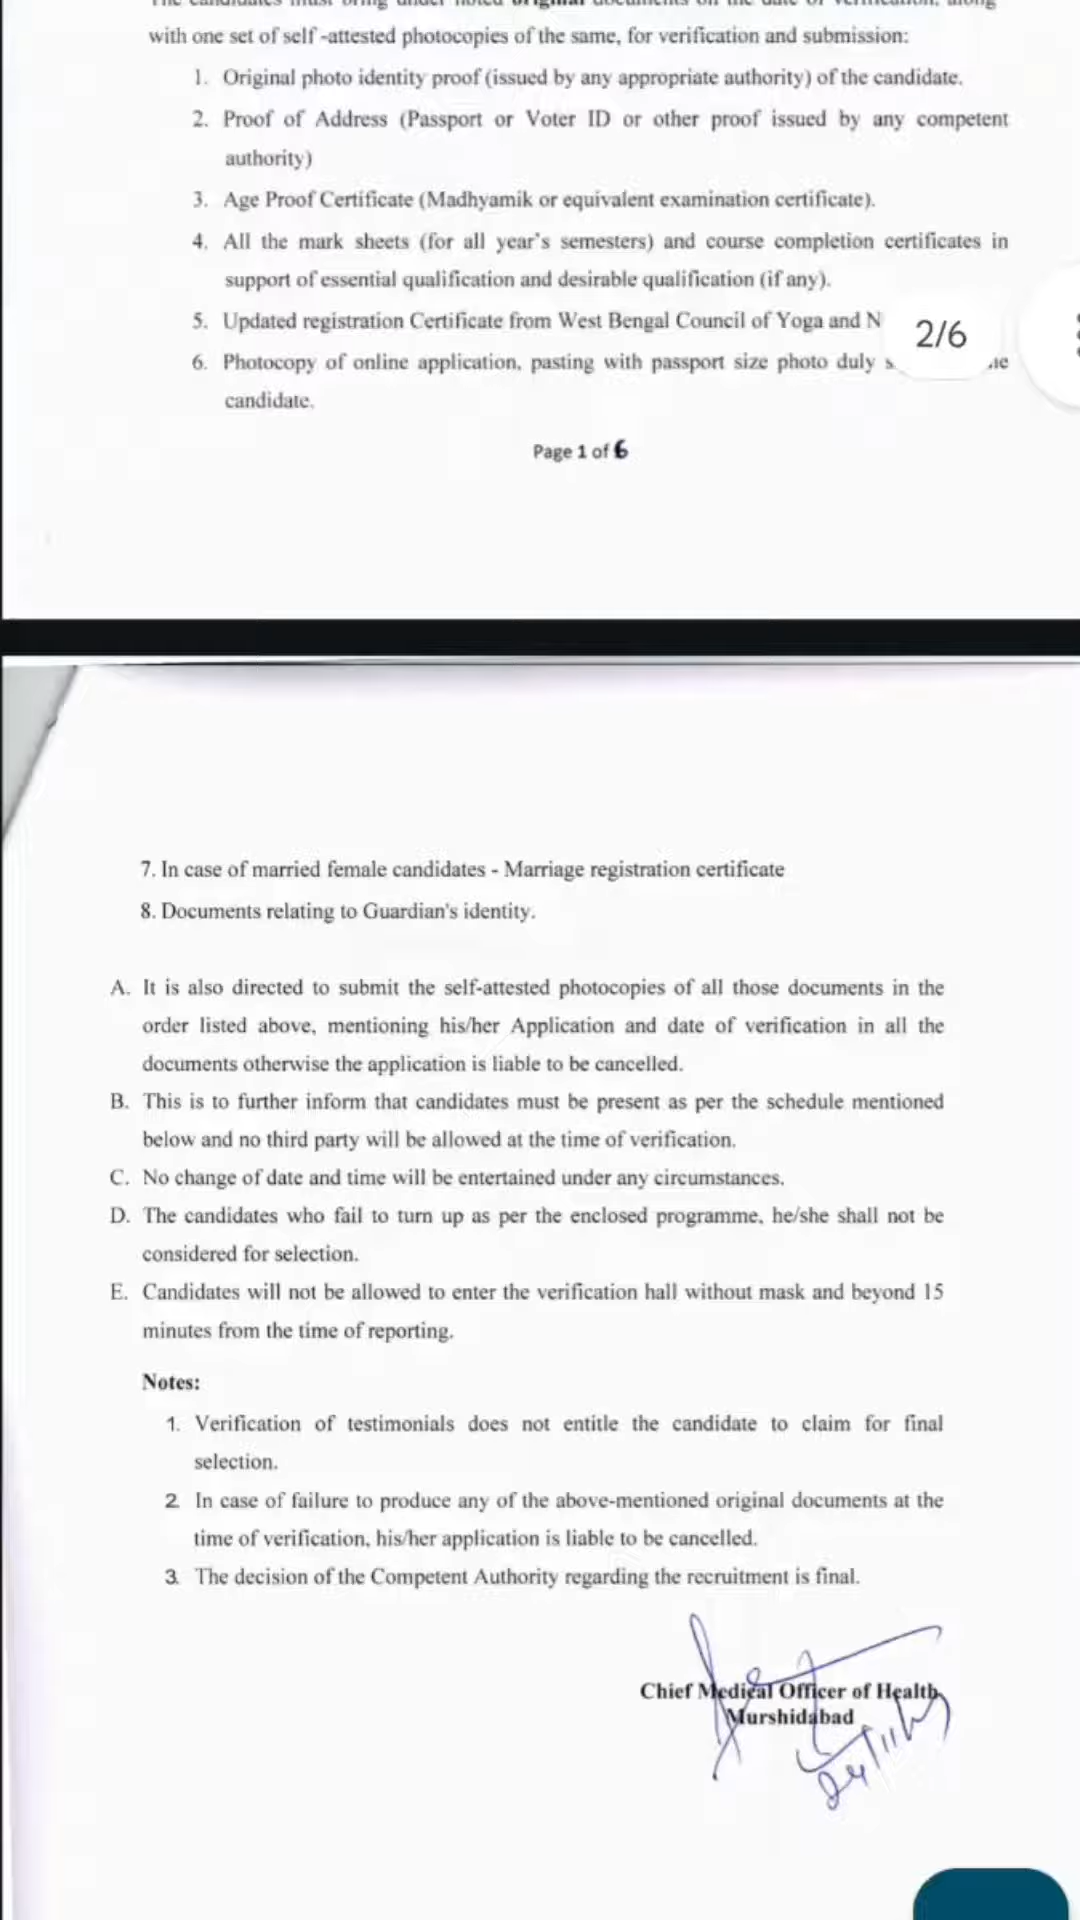 with one set of self -attested photocopies of the same, for verification and submission:
1. Original photo identity proof (issued by any appropriate authority) of the candidate.
2. Proof of Address (Passport or Voter ID or other proof issued by any competent
authority)
3. Age Proof Certificate (Madhyamik or equivalent examination certificate).
4. All the mark sheets (for all year's semesters) and course completion certificates in
support of essential qualification and desirable qualification (if any).
5. Updated registration Certificate from West Bengal Council of Yoga and N
2/6
6. Photocopy of online application, pasting with passport size photo duly
candidate.
Page 1 of 6
7. In case of married female candidates - Marriage registration certificate
8. Documents relating to Guardian's identity.
A. It is also directed to submit the self-attested photocopies of all those documents in the
order listed above, mentioning his/her Application and date of verification in all the
documents otherwise the application is liable to be cancelled.
B. This is to further inform that candidates must be present as per the schedule mentioned
below and no third party will be allowed at the time of verification.
C. No change of date and time will be entertained under any circumstances.
D. The candidates who fail to turn up as per the enclosed programme, he/she shall not be
considered for selection.
E. Candidates will not be allowed to enter the verification hall without mask and beyond 15
minutes from the time of reporting.
Notes:
1. Verification of testimonials does not entitle the candidate to claim for final
selection.
2. In case of failure to produce any of the above-mentioned original documents at the
time of verification, his/her application is liable to be cancelled.
3. The decision of the Competent Authority regarding the recruitment is final.
Chief Medical Officer of Health
Murshidabad